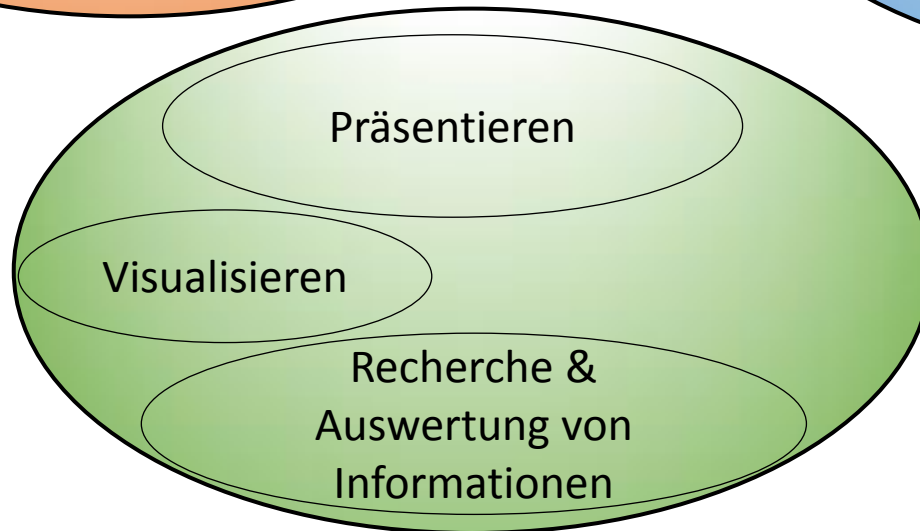 Präsentieren
Visualisieren
Recherche &
Auswertung von
Informationen